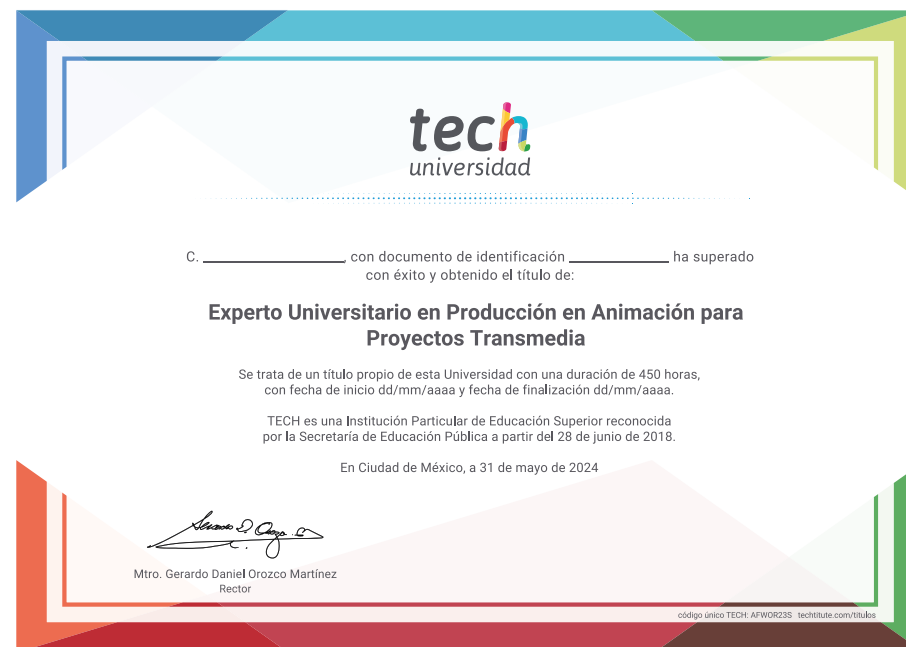 tech
universidad
C. ____________, con documento de identificación ____________ ha superado
con éxito y obtenido el título de:
Experto Universitario en Producción en Animación para
Proyectos Transmedia
Se trata de un título propio de esta Universidad con una duración de 450 horas,
con fecha de inicio dd/mm/aaaa y fecha de finalización dd/mm/aaaa.
TECH es una Institución Particular de Educación Superior reconocida
por la Secretaría de Educación Pública a partir del 28 de junio de 2018.
En Ciudad de México, a 31 de mayo de 2024
Mtro. Gerardo Daniel Orozco Martínez
Rector
código único TECH: AFWOR23S techtitute.com/titulos